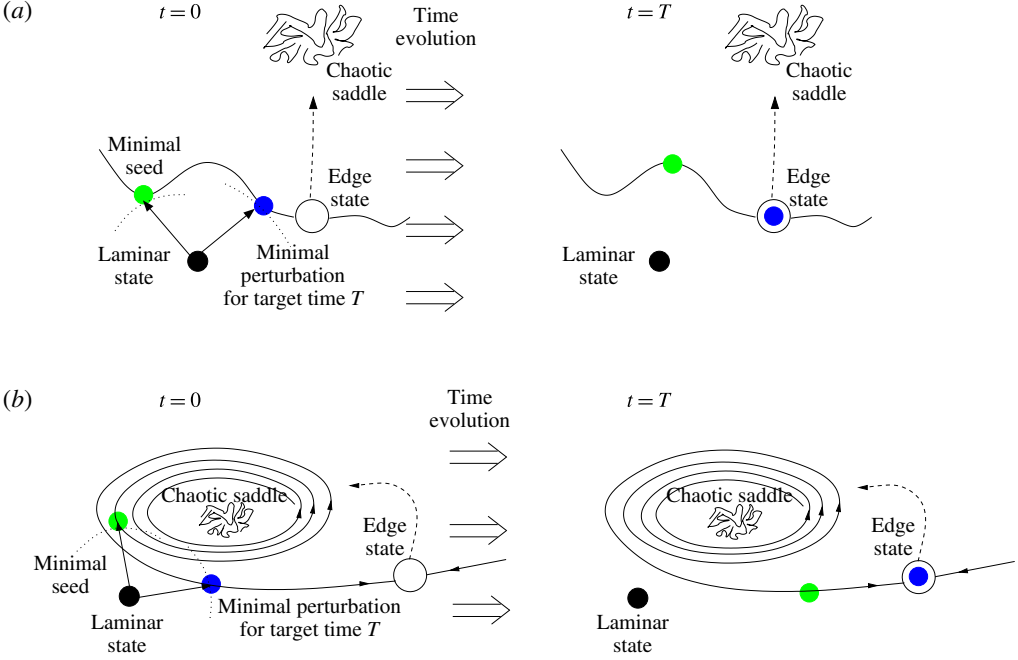 (a)
t = 0
Time
evolution
t = T
Chaotic
saddle
Chaotic
saddle
Minimal
seed
Edge
state
Edge
state
Laminar
state
Minimal
perturbation
for target time T
Laminar
state
(b)
t = 0
Time
evolution
t = T
Chaotic saddle
Chaotic saddle
Edge
state
Edge
state
Minimal
seed
Minimal perturbation
for target time T
Laminar
state
Laminar
state